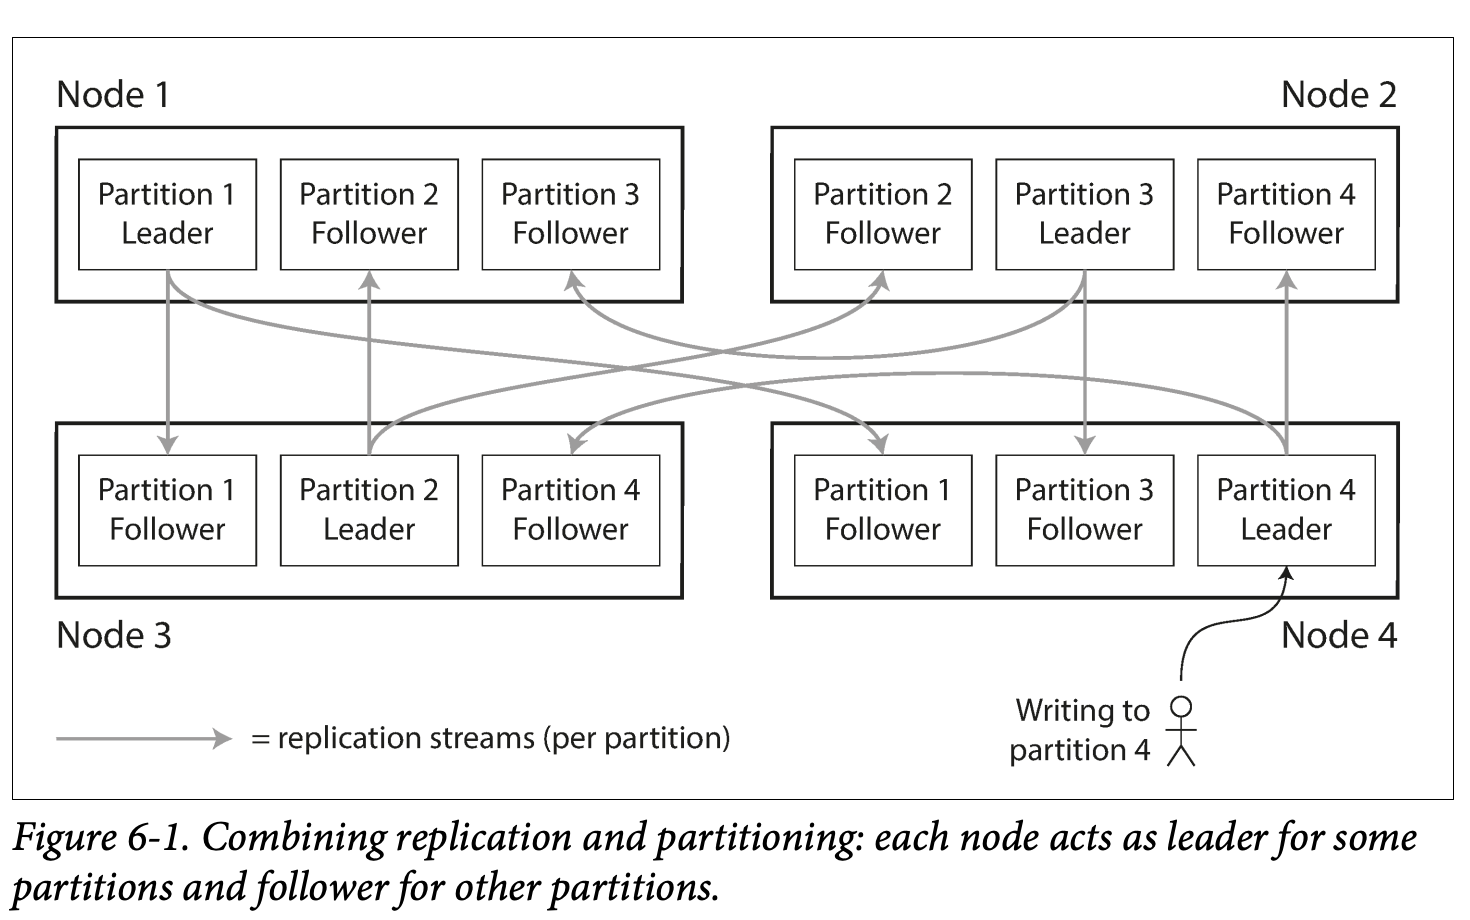 Node 1
Node 2
Partition 1
Leader
Partition 2
Follower
Partition 3
Follower
Partition 2
Follower
Partition 3
Leader
Partition 4
Follower
Partition 1
Follower
Partition 2
Leader
Partition 4
Follower
Partition 1
Follower
Partition 3
Follower
Partition 4
Leader
Node 3
Node 4
= replication streams (per partition)
Writing to
partition 4
Figure 6-1. Combining replication and partitioning: each node acts as leader for some
partitions and follower for other partitions.